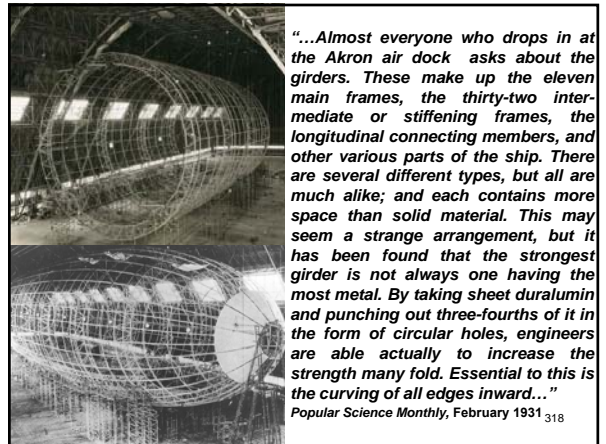 “…Almost everyone who drops in at
the Akron air dock asks about the
girders. These make up the eleven
main frames, the thirty-two inter-
mediate or stiffening frames, the
longitudinal connecting members, and
other various parts of the ship. There
are several different types, but all are
much alike; and each contains more
space than solid material. This may
seem a strange arrangement, but it
has been found that the strongest
girder is not always one having the
most metal. By taking sheet duralumin
and punching out three-fourths of it in
the form of circular holes, engineers
are able actually to increase the
strength many fold. Essential to this is
the curving of all edges inward…”
Popular Science Monthly, February 1931
318